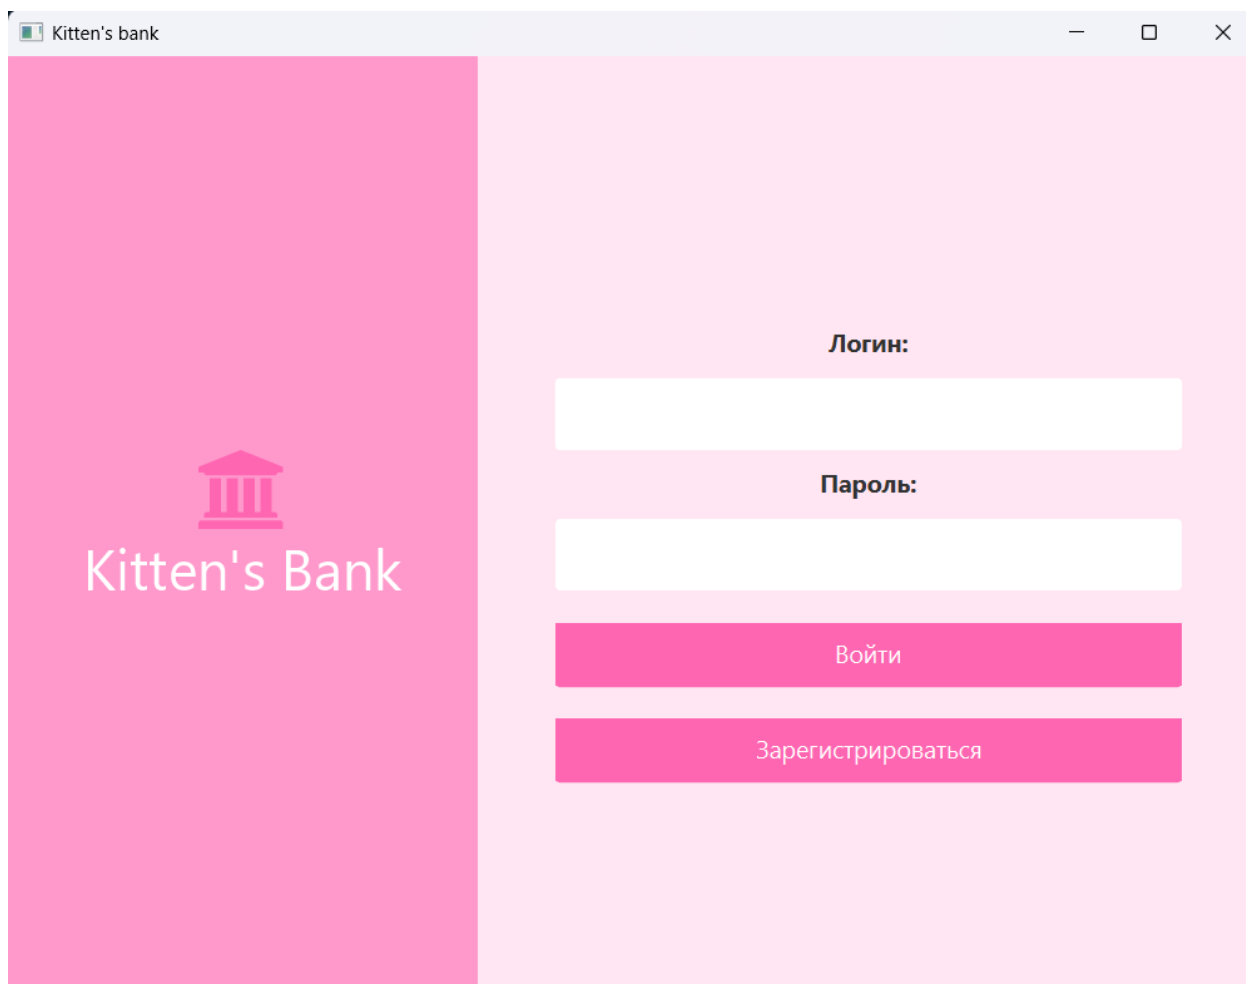 Kitten's bank
Kitten's Bank
Логин:
Пароль:
Войти
Зарегистрироваться